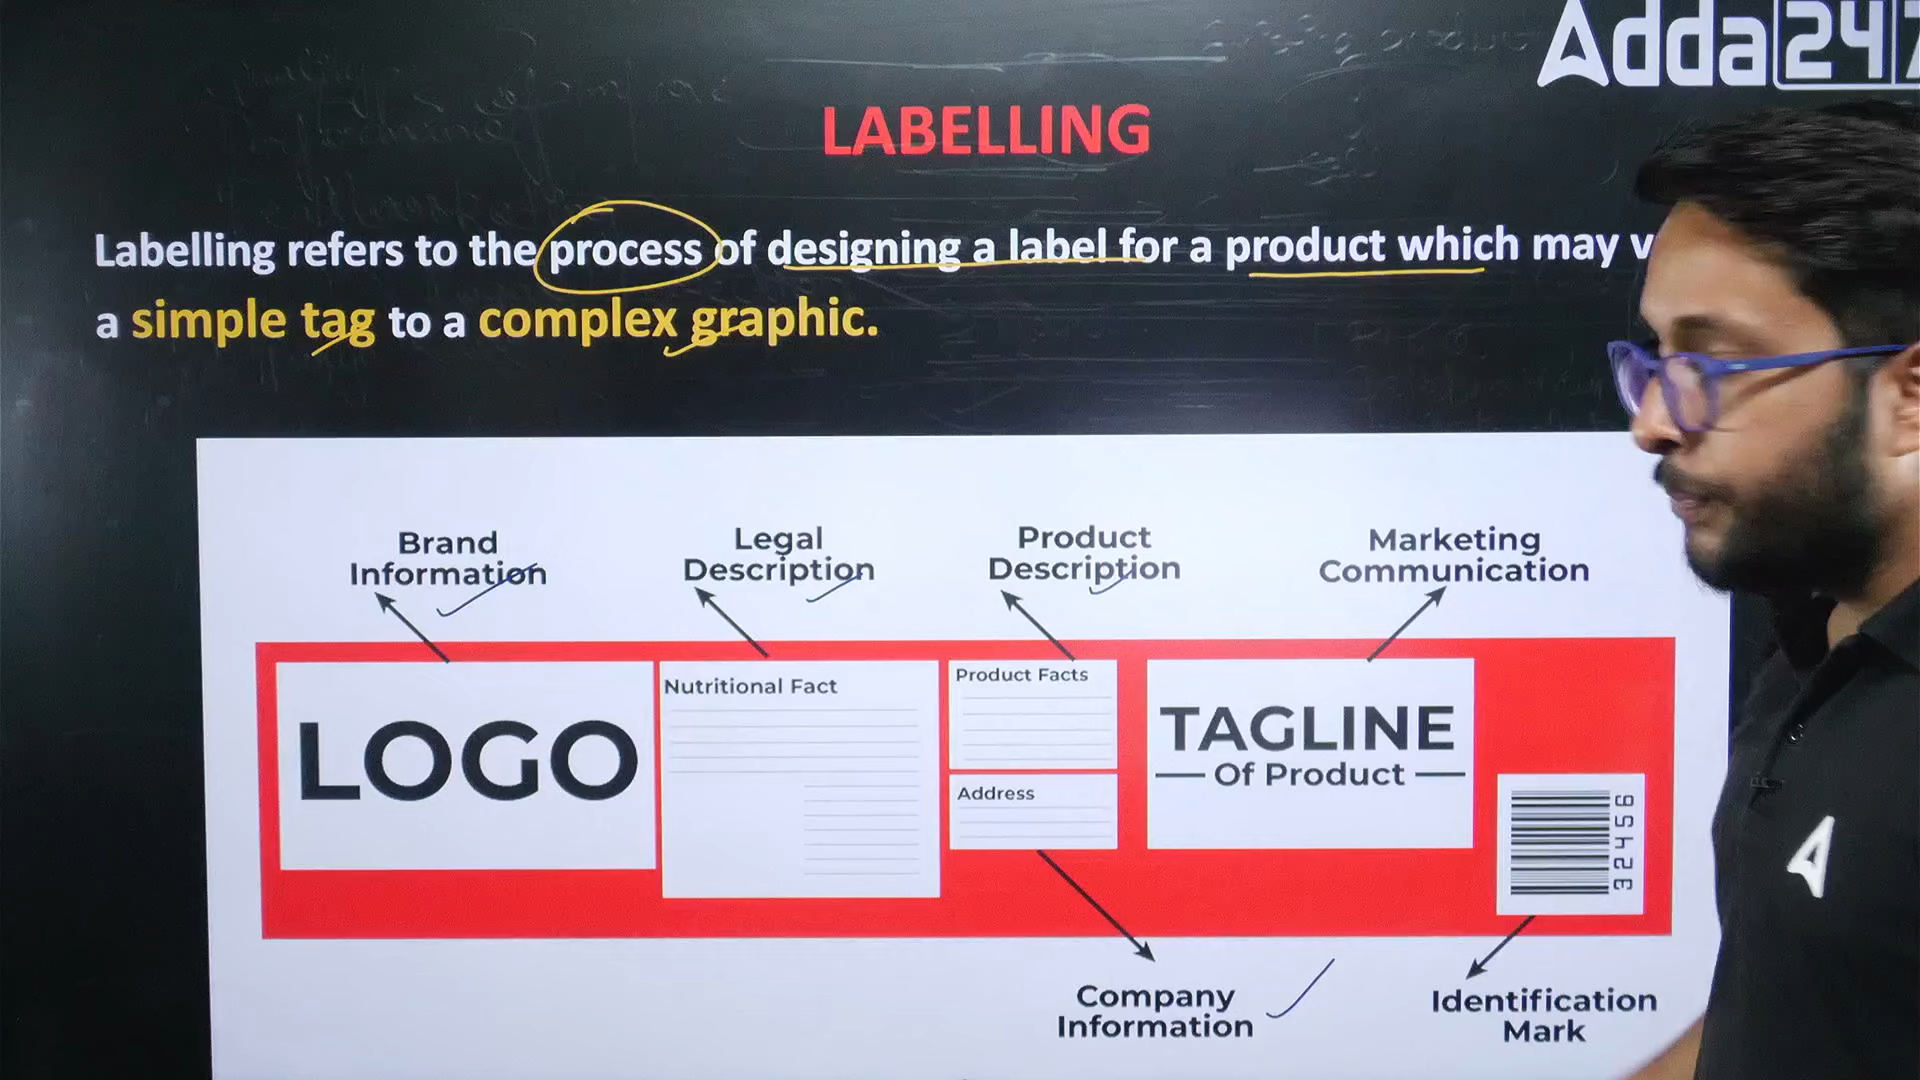 Adda247
LABELLING
Labelling refers to the process of designing a label for a product which may
a simple tag to a complex graphic.
Brand
Information
Legal
Description
Product
Description
Marketing
Communication
LOGO
Nutritional Fact
Product Facts
Address
TAGLINE
Of Product
32456
Company
Information
Identification
Mark